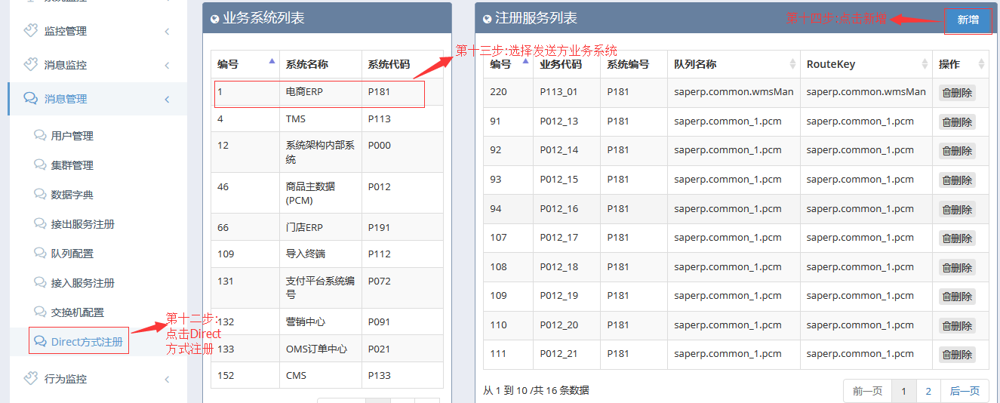 系统监控
监控管理
消息监控
消息管理
用户管理
集群管理
数据字典
接出服务注册
队列配置
接入服务注册
交换机配置
Direct方式注册
行为监控
第十二步:
点击Direct
方式注册
业务系统列表
第十三步:选择发送方业务系统
编号 系统名称 系统代码
1 电商ERP P181
4 TMS P113
12 系统架构内部系
统 P000
46 商品主数据
(PCM) P012
66 门店ERP P191
109 导入终端 P112
131 支付平台系统编
号 P072
132 营销中心 P091
133 OMS订单中心 P021
152 CMS P133
注册服务列表
第十四步:点击新增
新增
编号 业务代码 系统编号 队列名称 RouteKey 操作
220 P113_01 P181 saperp.common.wmsMan saperp.common.wmsMan 删除
91 P012_13 P181 saperp.common_1.pcm saperp.common_1.pcm 删除
92 P012_14 P181 saperp.common_1.pcm saperp.common_1.pcm 删除
93 P012_15 P181 saperp.common_1.pcm saperp.common_1.pcm 删除
94 P012_16 P181 saperp.common_1.pcm saperp.common_1.pcm 删除
107 P012_17 P181 saperp.common_1.pcm saperp.common_1.pcm 删除
108 P012_18 P181 saperp.common_1.pcm saperp.common_1.pcm 删除
109 P012_19 P181 saperp.common_1.pcm saperp.common_1.pcm 删除
110 P012_20 P181 saperp.common_1.pcm saperp.common_1.pcm 删除
111 P012_21 P181 saperp.common_1.pcm saperp.common_1.pcm 删除
从 1 到 10 /共 16 条数据
前一页 1 2 后一页